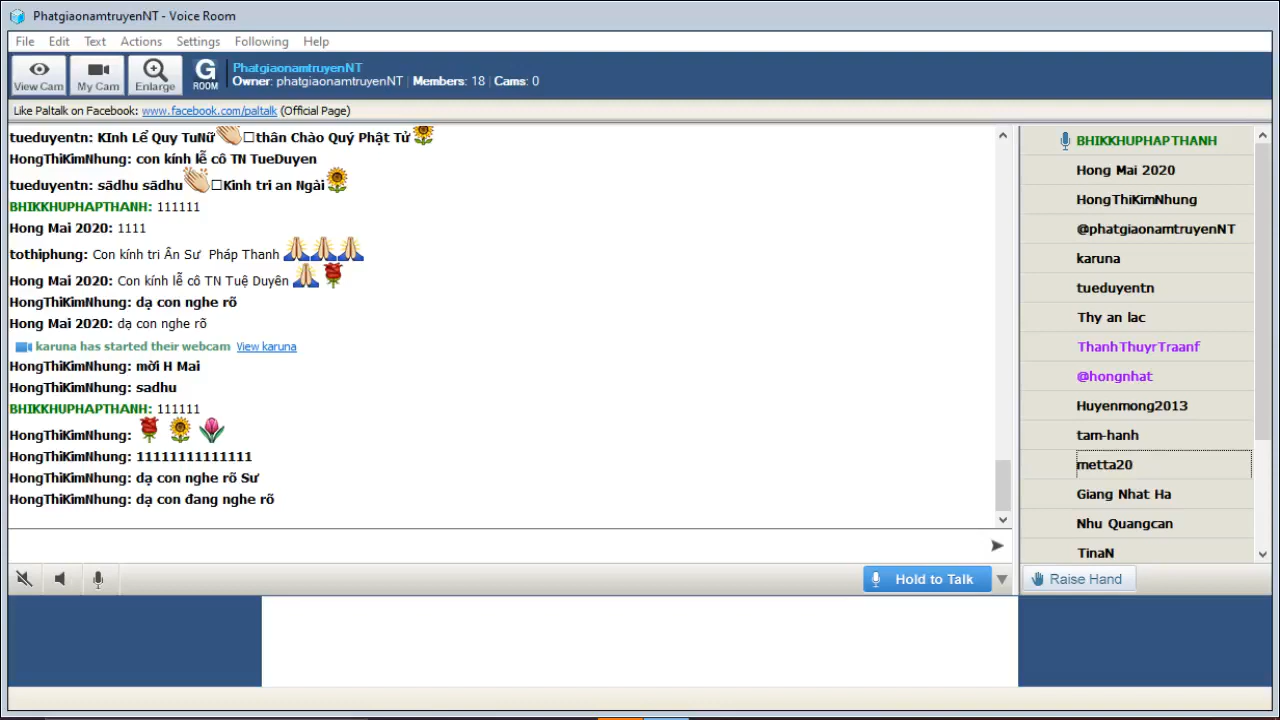 PhatgiaonamtruyenNT - Voice Room
File Edit Text Actions Settings Following Help
View Cam My Cam Enlarge G ROOM
PhatgiaonamtruyenNT
Owner: phatgiaonamtruyenNT | Members: 18 | Cams: 0
Like Paltalk on Facebook: www.facebook.com/paltalk (Official Page)
tueduyentn: KInh Lể Quy TuNữ thân Chào Quý Phật Tử
HongThiKimNhung: con kính lễ cô TN TueDuyen
tueduyentn: sādhu sādhu Kính tri an Ngài
BHIKKHUPHAPTHANH: 111111
Hong Mai 2020: 1111
tothiphung: Con kính tri Ân Sư Pháp Thanh
Hong Mai 2020: Con kính lễ cô TN Tuệ Duyên
HongThiKimNhung: dạ con nghe rõ
Hong Mai 2020: dạ con nghe rõ
karuna has started their webcam View karuna
HongThiKimNhung: mời H Mai
HongThiKimNhung: sadhu
BHIKKHUPHAPTHANH: 111111
HongThiKimNhung:
HongThiKimNhung: 11111111111111
HongThiKimNhung: dạ con nghe rõ Sư
HongThiKimNhung: dạ con đang nghe rõ
Hold to Talk
BHIKKHUPHAPTHANH
Hong Mai 2020
HongThiKimNhung
@phatgiaonamtruyenNT
karuna
tueduyentn
Thy an lac
ThanhThuyrTraanf
@hongnhat
Huyenmong2013
tam-hanh
metta20
Giang Nhat Ha
Nhu Quangcan
TinaN
Raise Hand